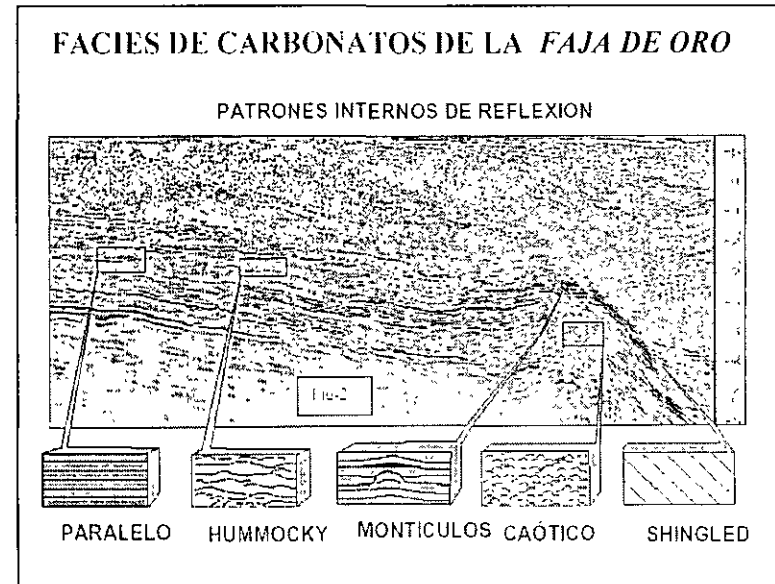 FACIES DE CARBONATOS DE LA FAJA DE ORO
PATRONES INTERNOS DE REFLEXION
PARALELO HUMMOCKY MONTICULOS CAÓTICO SHINGLED